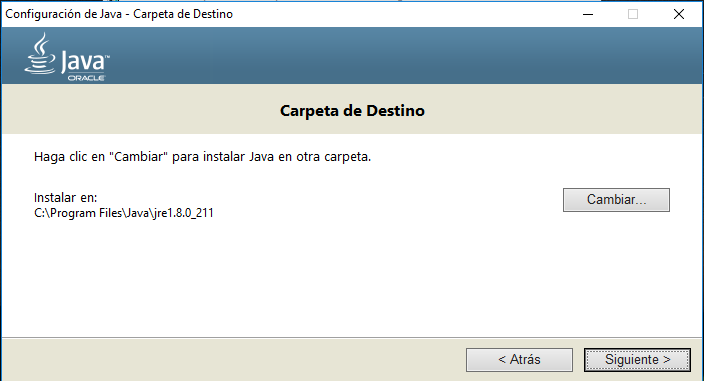 Configuración de Java - Carpeta de Destino
Java™
ORACLE
Carpeta de Destino
Haga clic en "Cambiar" para instalar Java en otra carpeta.
Instalar en:
C:\Program Files\Java\jre1.8.0_211
Cambiar...
< Atrás
Siguiente >